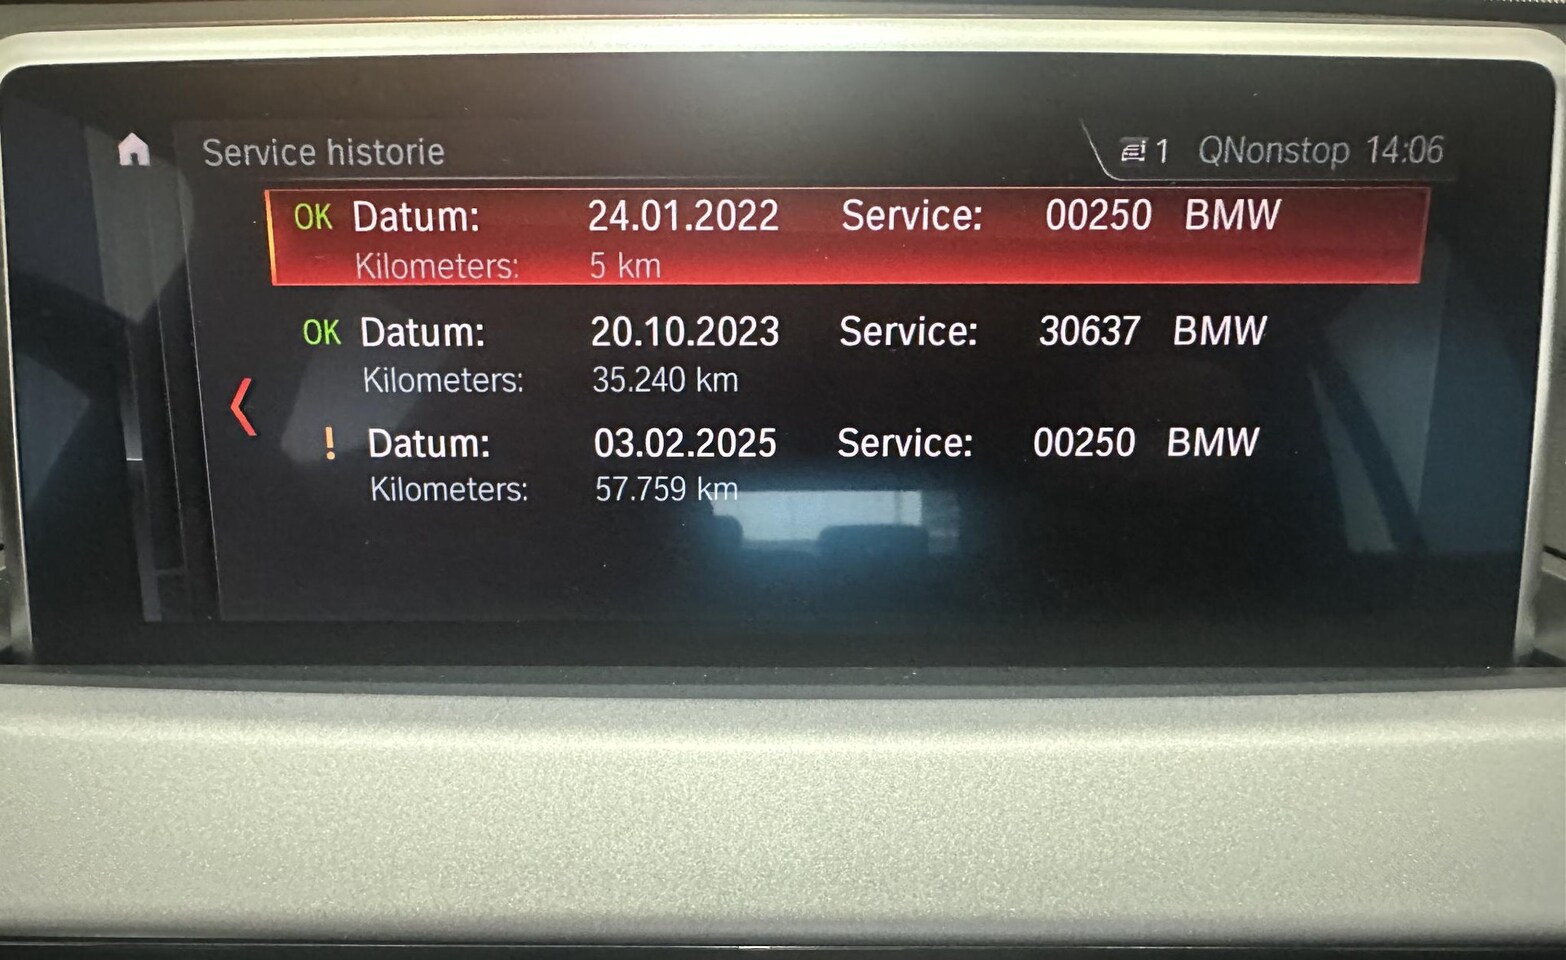 Service historie 1 QNonstop 14:06
OK Datum: 24.01.2022 Service: 00250 BMW
Kilometers: 5 km
OK Datum: 20.10.2023 Service: 30637 BMW
Kilometers: 35.240 km
! Datum: 03.02.2025 Service: 00250 BMW
Kilometers: 57.759 km